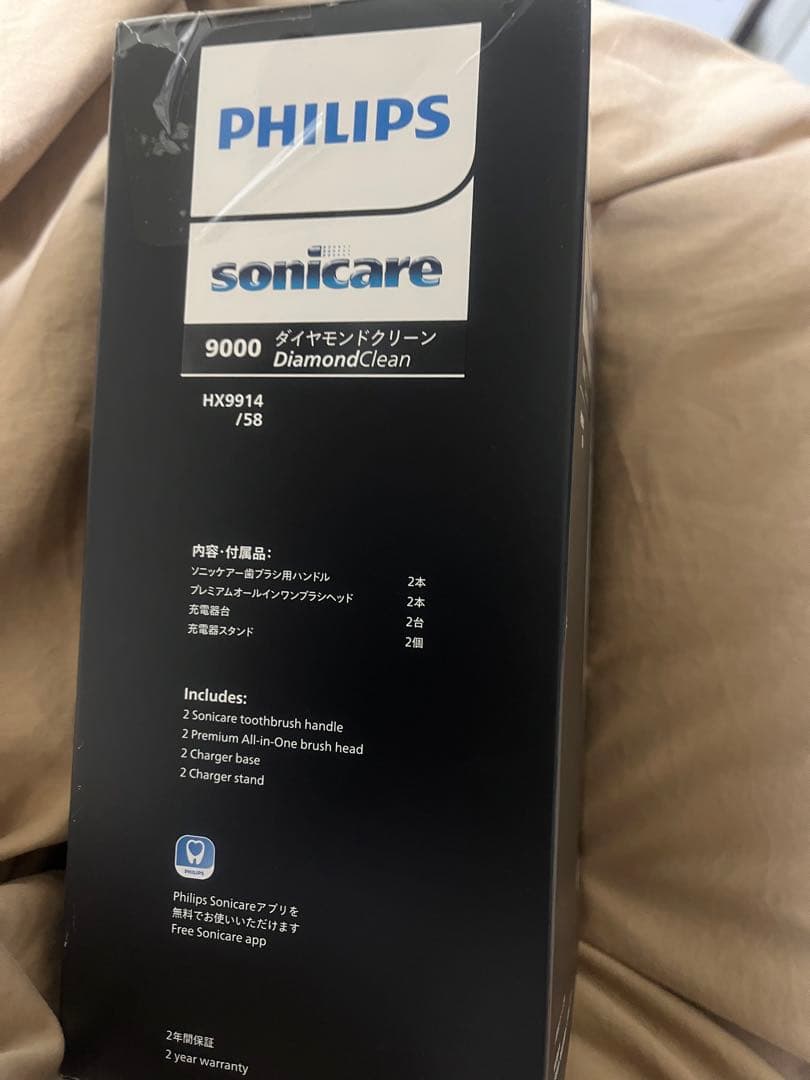 PHILIPS
sonicare
9000 ダイヤモンドクリーン
DiamondClean
HX9914
/58
内容・付属品:
ソニッケアー歯ブラシ用ハンドル 2本
プレミアムオールインワンブラシヘッド 2本
充電器台 2台
充電器スタンド 2個
Includes:
2 Sonicare toothbrush handle
2 Premium All-in-One brush head
2 Charger base
2 Charger stand
PHILIPS
Philips Sonicareアプリを
無料でお使いいただけます
Free Sonicare app
2年間保証
2 year warranty